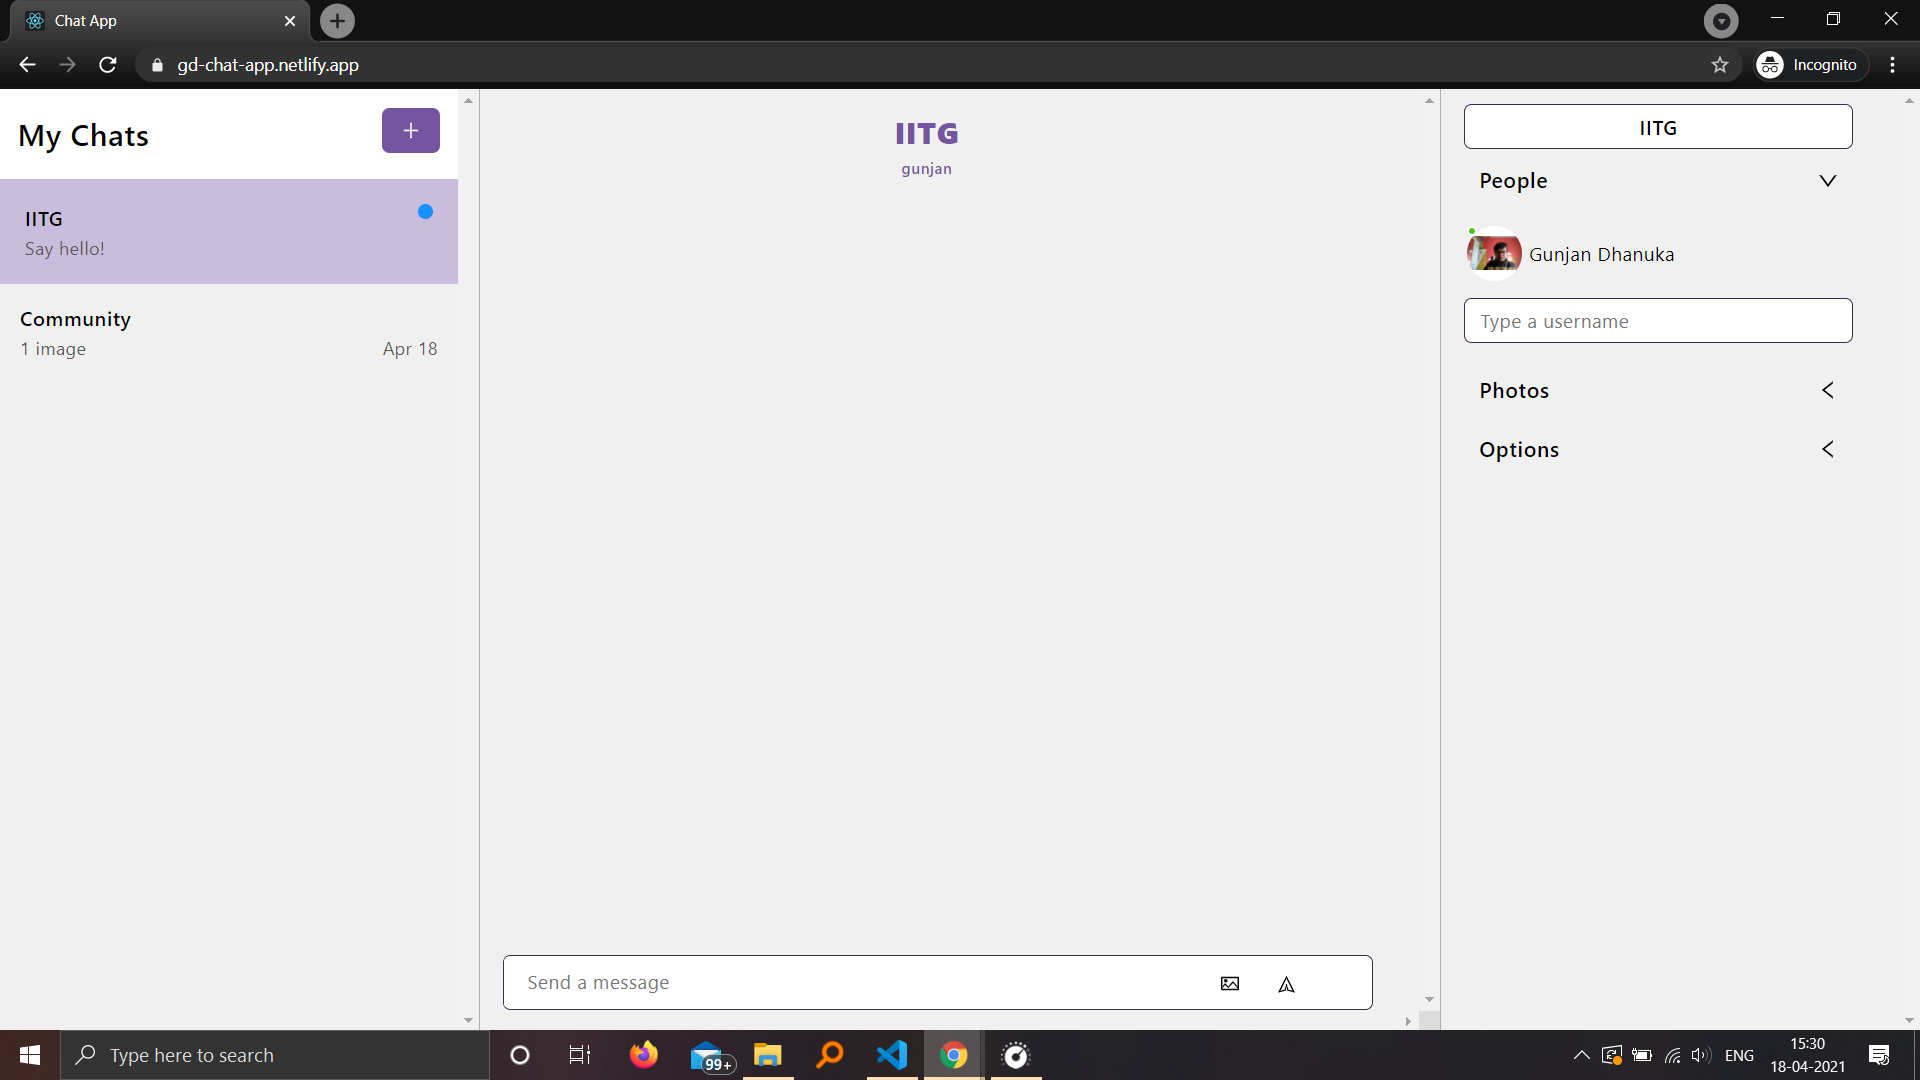 Chat App
gd-chat-app.netlify.app
Incognito
My Chats
+
IITG
Say hello!
Community
1 image
Apr 18
IITG
gunjan
Send a message
IITG
People
Gunjan Dhanuka
Type a username
Photos
Options
Type here to search
99+
ENG
15:30
18-04-2021